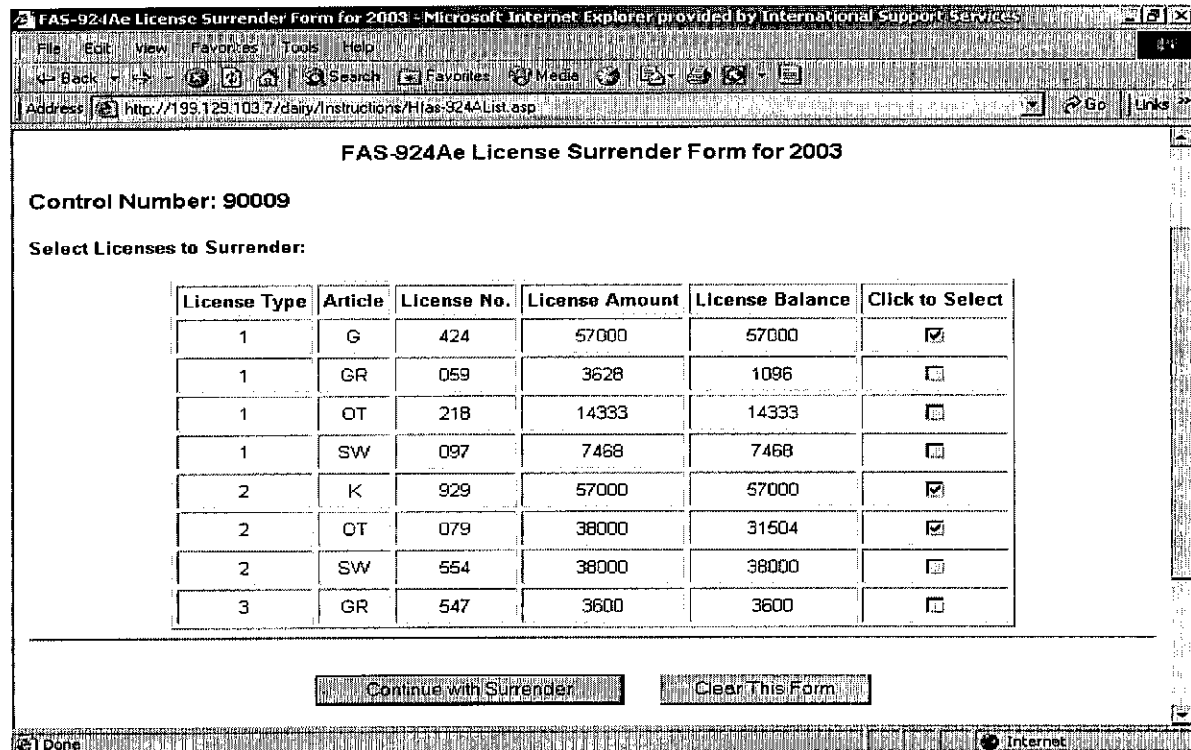 FAS-924Ae License Surrender Form for 2003 - Microsoft Internet Explorer provided by International Support Services
File Edit View Favorites Tools Help
Back Search Favorites Media
Address http://199.129.103.7/dairy/Instructions/Hfas-924AList.asp Go Links »
FAS-924Ae License Surrender Form for 2003
Control Number: 90009
Select Licenses to Surrender:
License Type Article License No. License Amount License Balance Click to Select
1 G 424 57000 57000
1 GR 059 3628 1096
1 OT 218 14333 14333
1 SW 097 7468 7468
2 K 929 57000 57000
2 OT 079 38000 31504
2 SW 554 38000 38000
3 GR 547 3600 3600
Continue with Surrender Clear This Form
Done Internet